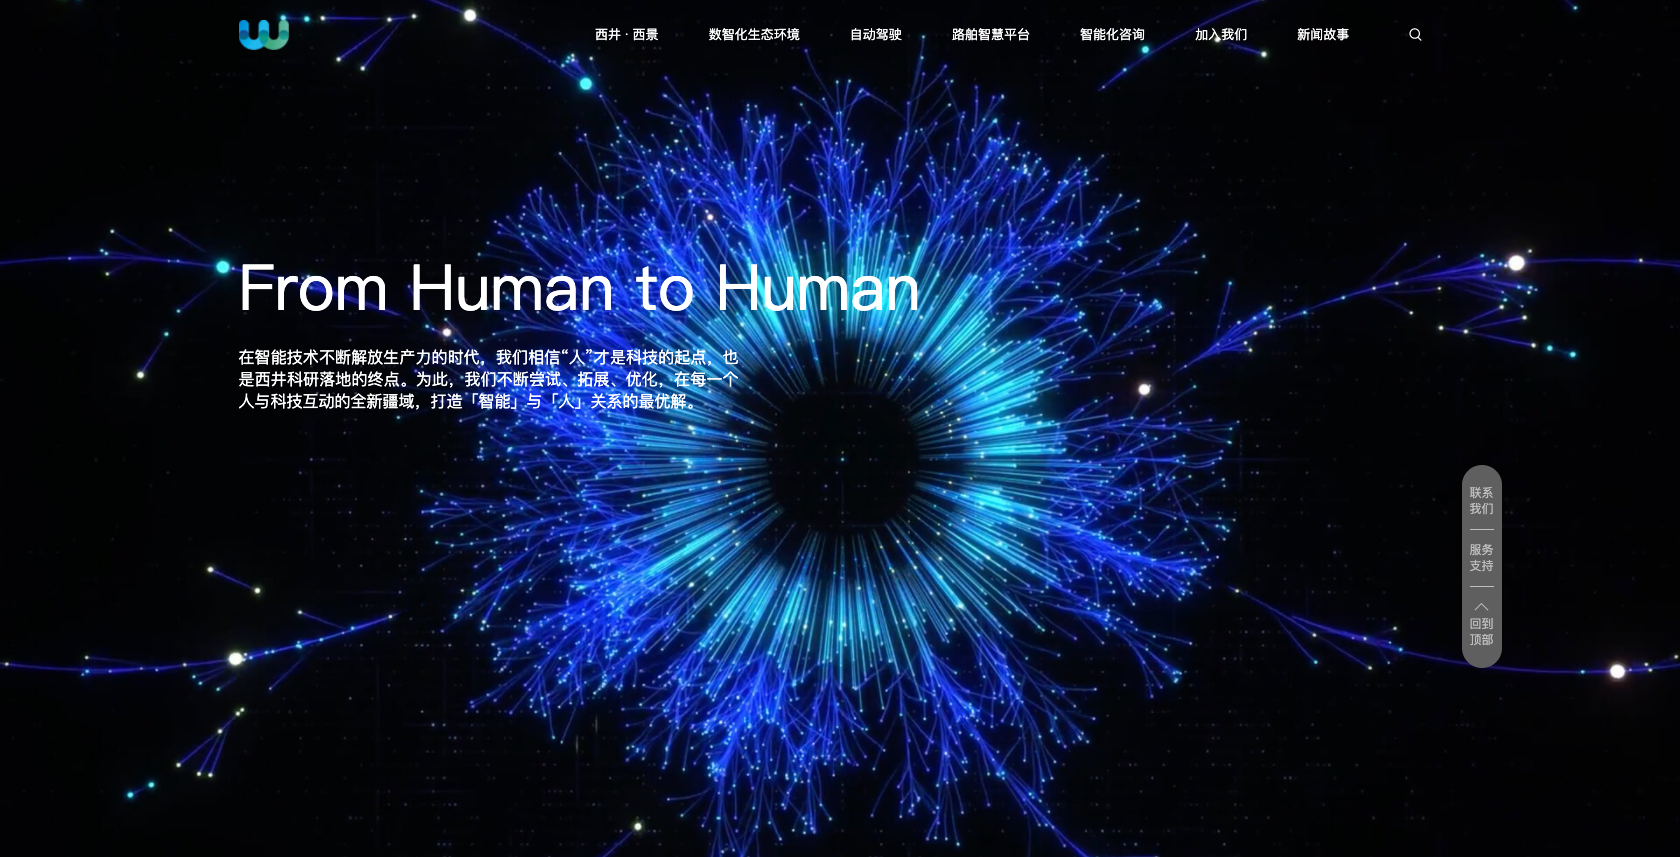 西井 · 西景
数智化生态环境
自动驾驶
路舶智慧平台
智能化咨询
加入我们
新闻故事
From Human to Human
在智能技术不断解放生产力的时代，我们相信“人”才是科技的起点，也
是西井科研落地的终点。为此，我们不断尝试、拓展、优化，在每一个
人与科技互动的全新疆域，打造「智能」与「人」关系的最优解。
联系
我们
服务
支持
回到
顶部